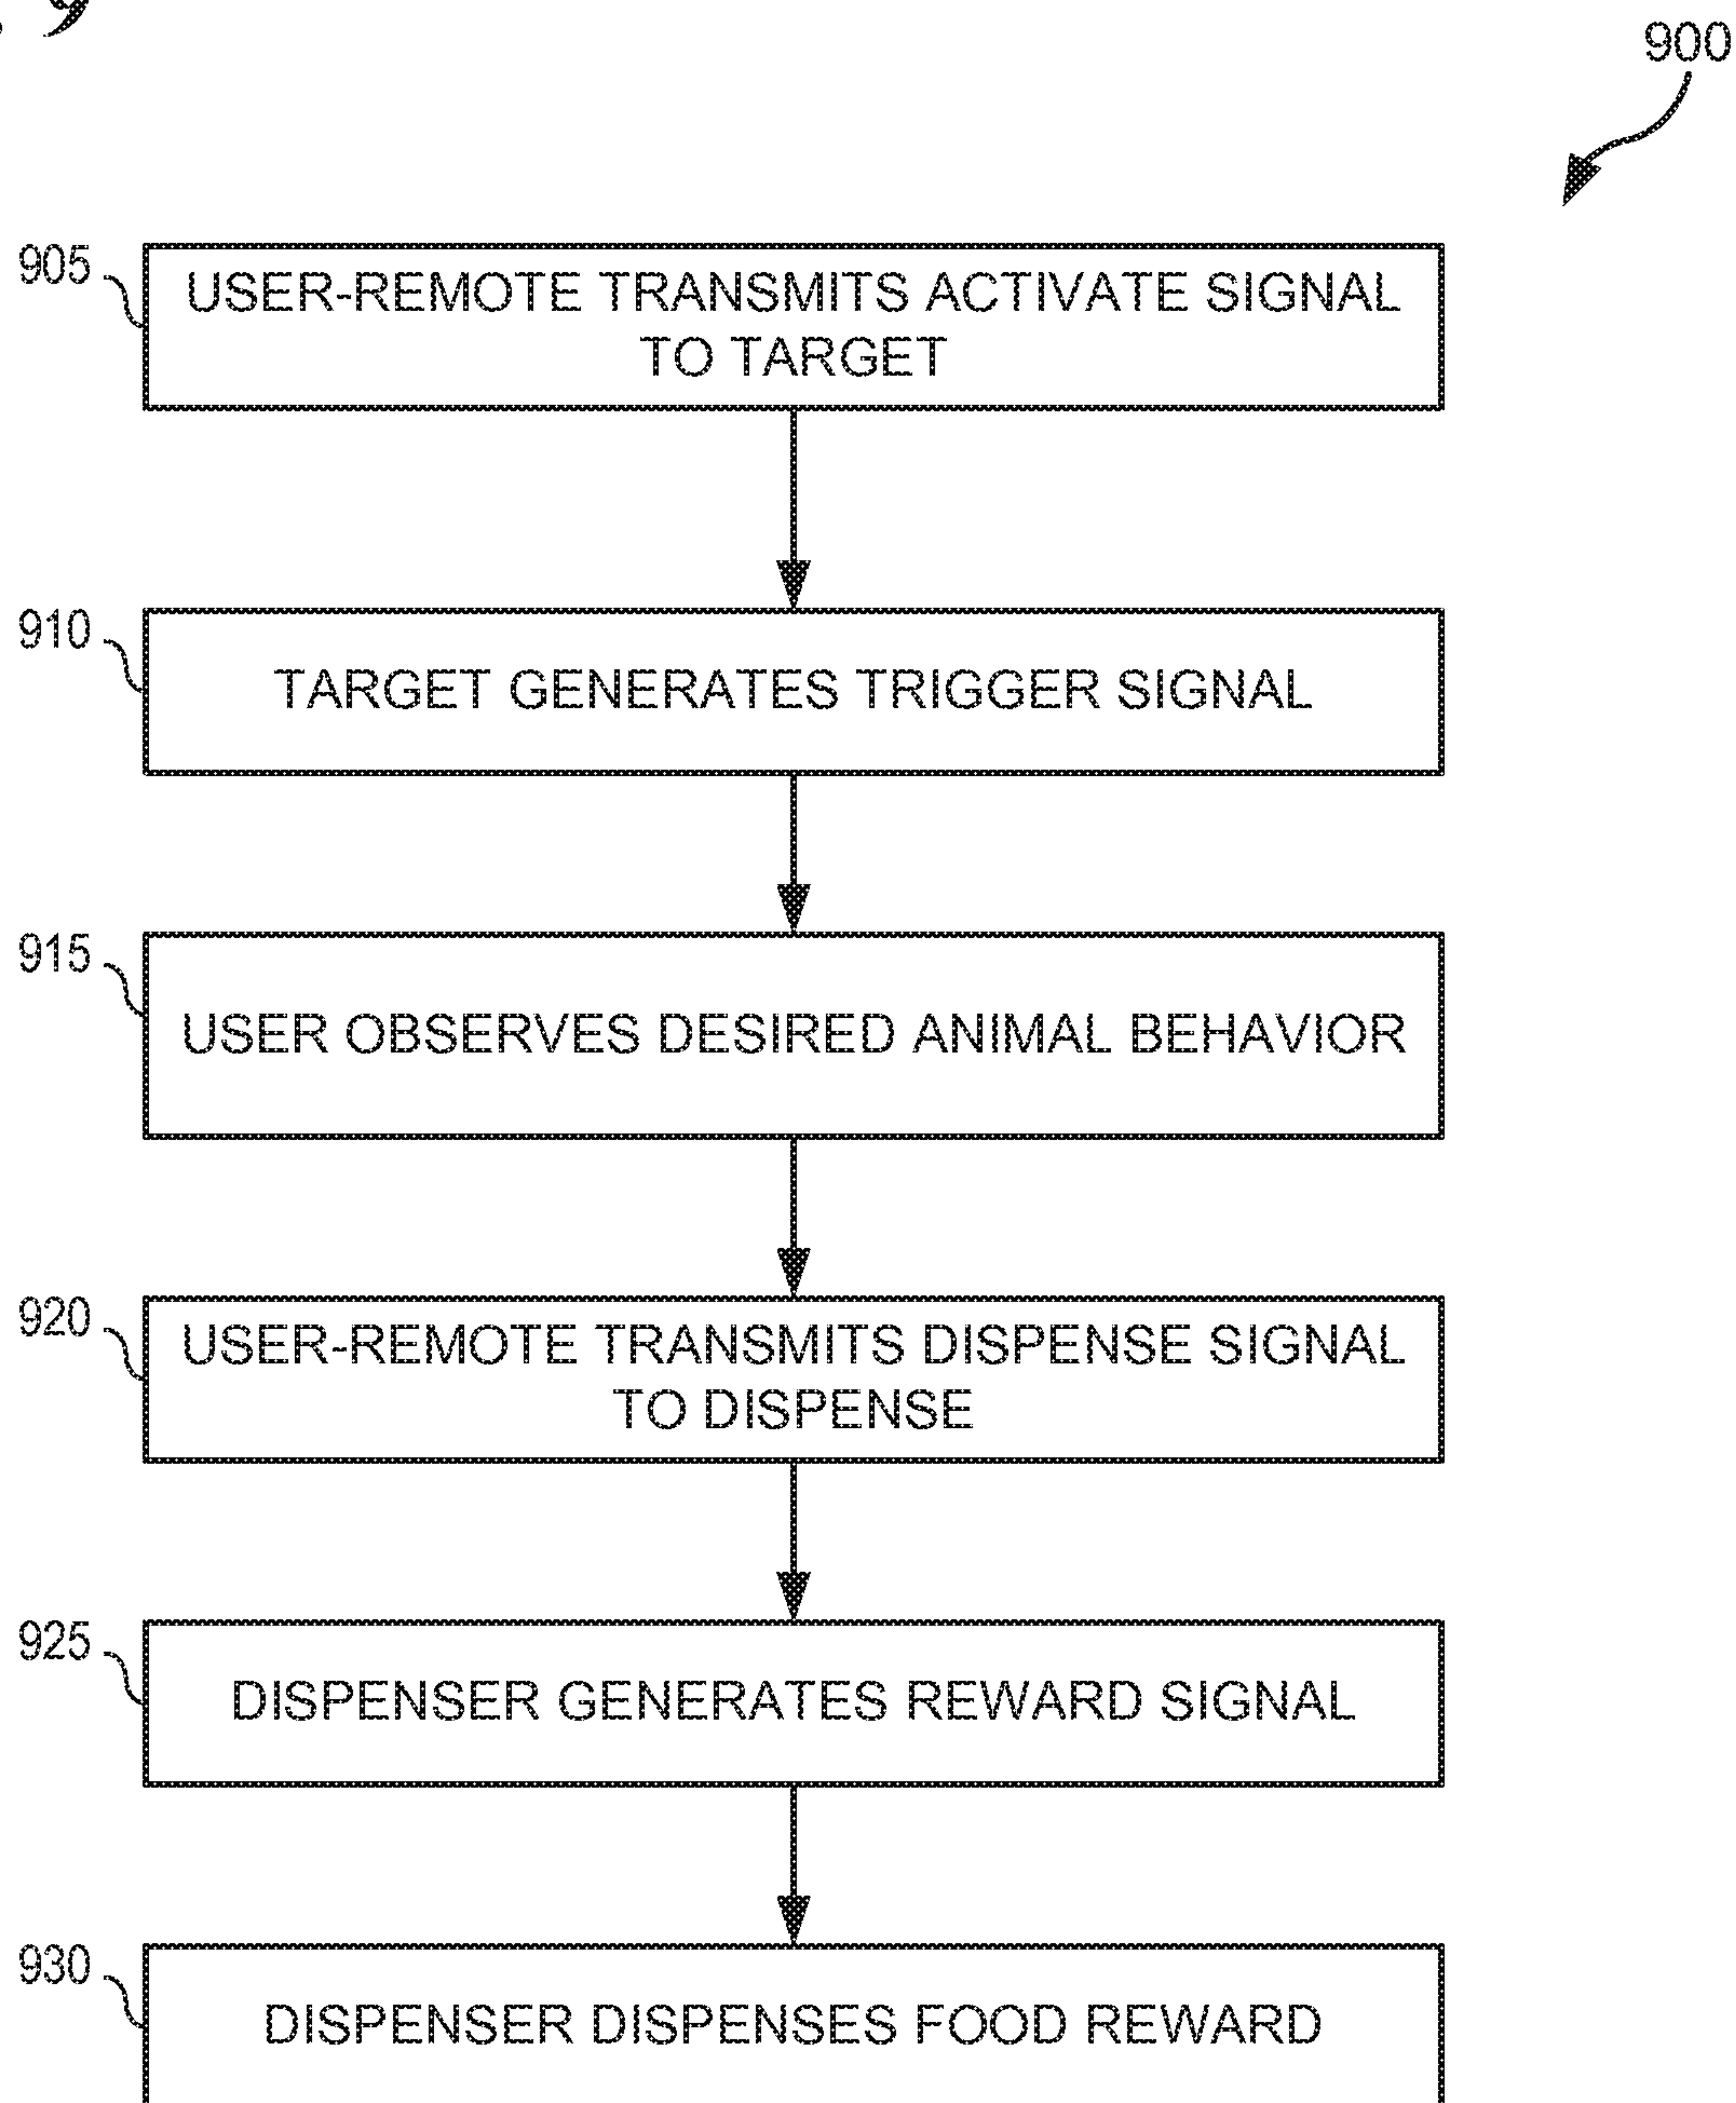 9
900
905
USER-REMOTE TRANSMITS ACTIVATE SIGNAL
TO TARGET
910
TARGET GENERATES TRIGGER SIGNAL
915
USER OBSERVES DESIRED ANIMAL BEHAVIOR
920
USER-REMOTE TRANSMITS DISPENSE SIGNAL
TO DISPENSE
925
DISPENSER GENERATES REWARD SIGNAL
930
DISPENSER DISPENSES FOOD REWARD